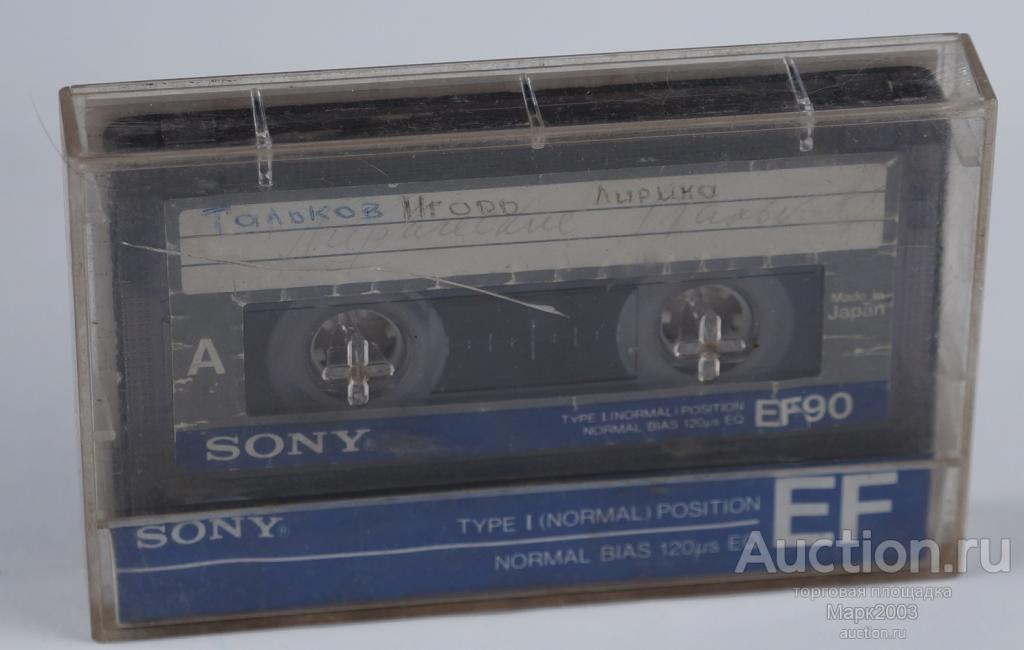 Тальков Игорь Лирика
Лирические
Made in
Japan
A
TYPE I (NORMAL) POSITION
NORMAL BIAS 120µs EQ
EF90
SONY
SONY®
TYPE I (NORMAL) POSITION
NORMAL BIAS 120µs EQ
EF
Auction.ru
торговая площадка
Марк2003
auction.ru